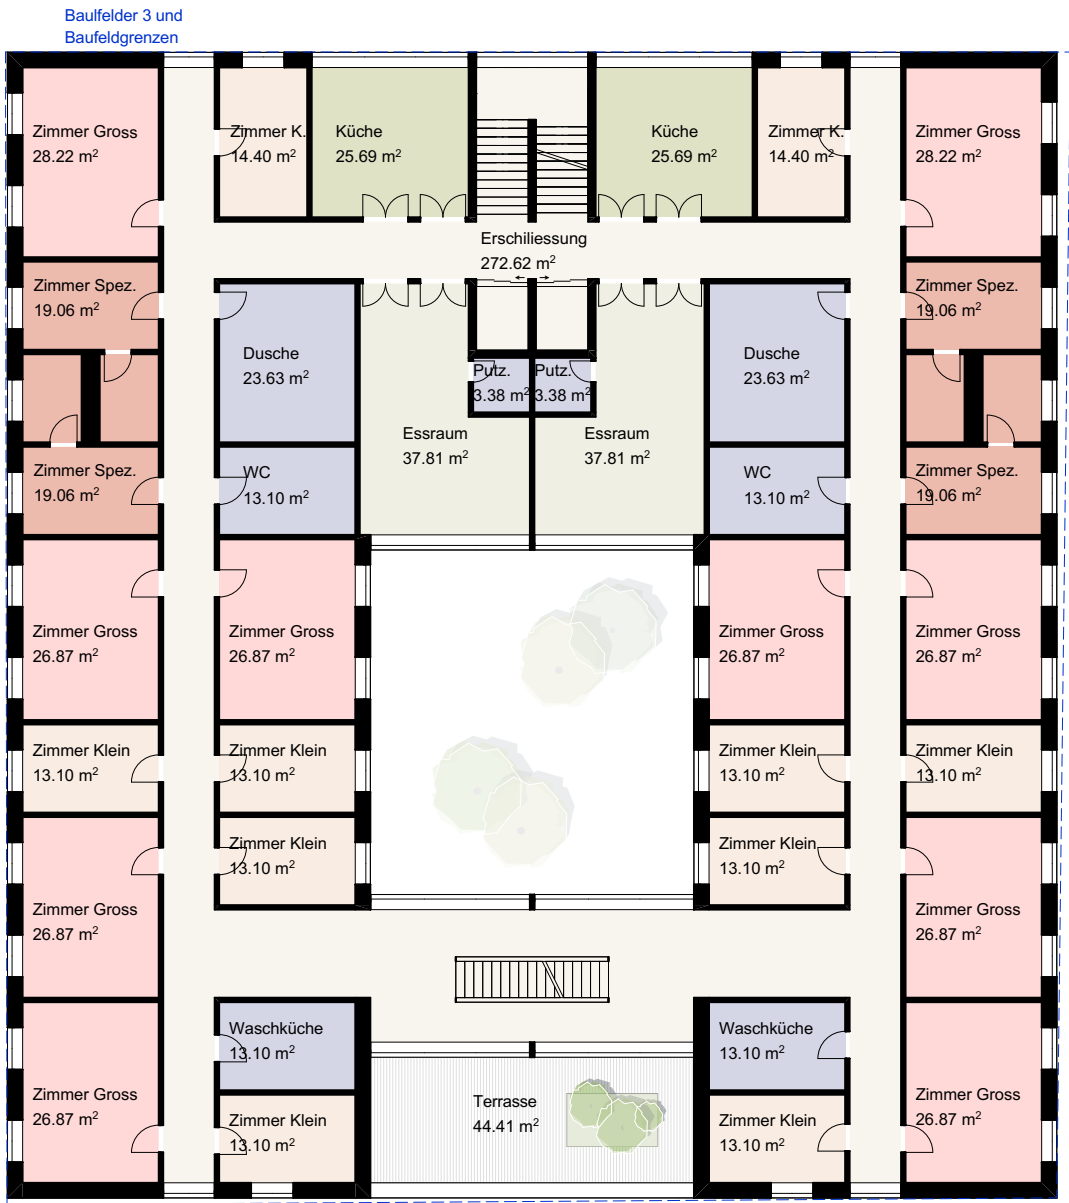 Baulfelder 3 und
Baufeldgrenzen
Zimmer Gross
28.22 m²
Zimmer K.
14.40 m²
Küche
25.69 m²
Küche
25.69 m²
Zimmer K.
14.40 m²
Zimmer Gross
28.22 m²
Erschiliessung
272.62 m²
Zimmer Spez.
19.06 m²
Zimmer Spez.
19.06 m²
Dusche
23.63 m²
Putz.
3.38 m²
Putz.
3.38 m²
Dusche
23.63 m²
Essraum
37.81 m²
Essraum
37.81 m²
Zimmer Spez.
19.06 m²
WC
13.10 m²
WC
13.10 m²
Zimmer Spez.
19.06 m²
Zimmer Gross
26.87 m²
Zimmer Gross
26.87 m²
Zimmer Gross
26.87 m²
Zimmer Gross
26.87 m²
Zimmer Klein
13.10 m²
Zimmer Klein
13.10 m²
Zimmer Klein
13.10 m²
Zimmer Klein
13.10 m²
Zimmer Klein
13.10 m²
Zimmer Klein
13.10 m²
Zimmer Gross
26.87 m²
Zimmer Gross
26.87 m²
Waschküche
13.10 m²
Waschküche
13.10 m²
Zimmer Gross
26.87 m²
Zimmer Klein
13.10 m²
Terrasse
44.41 m²
Zimmer Klein
13.10 m²
Zimmer Gross
26.87 m²